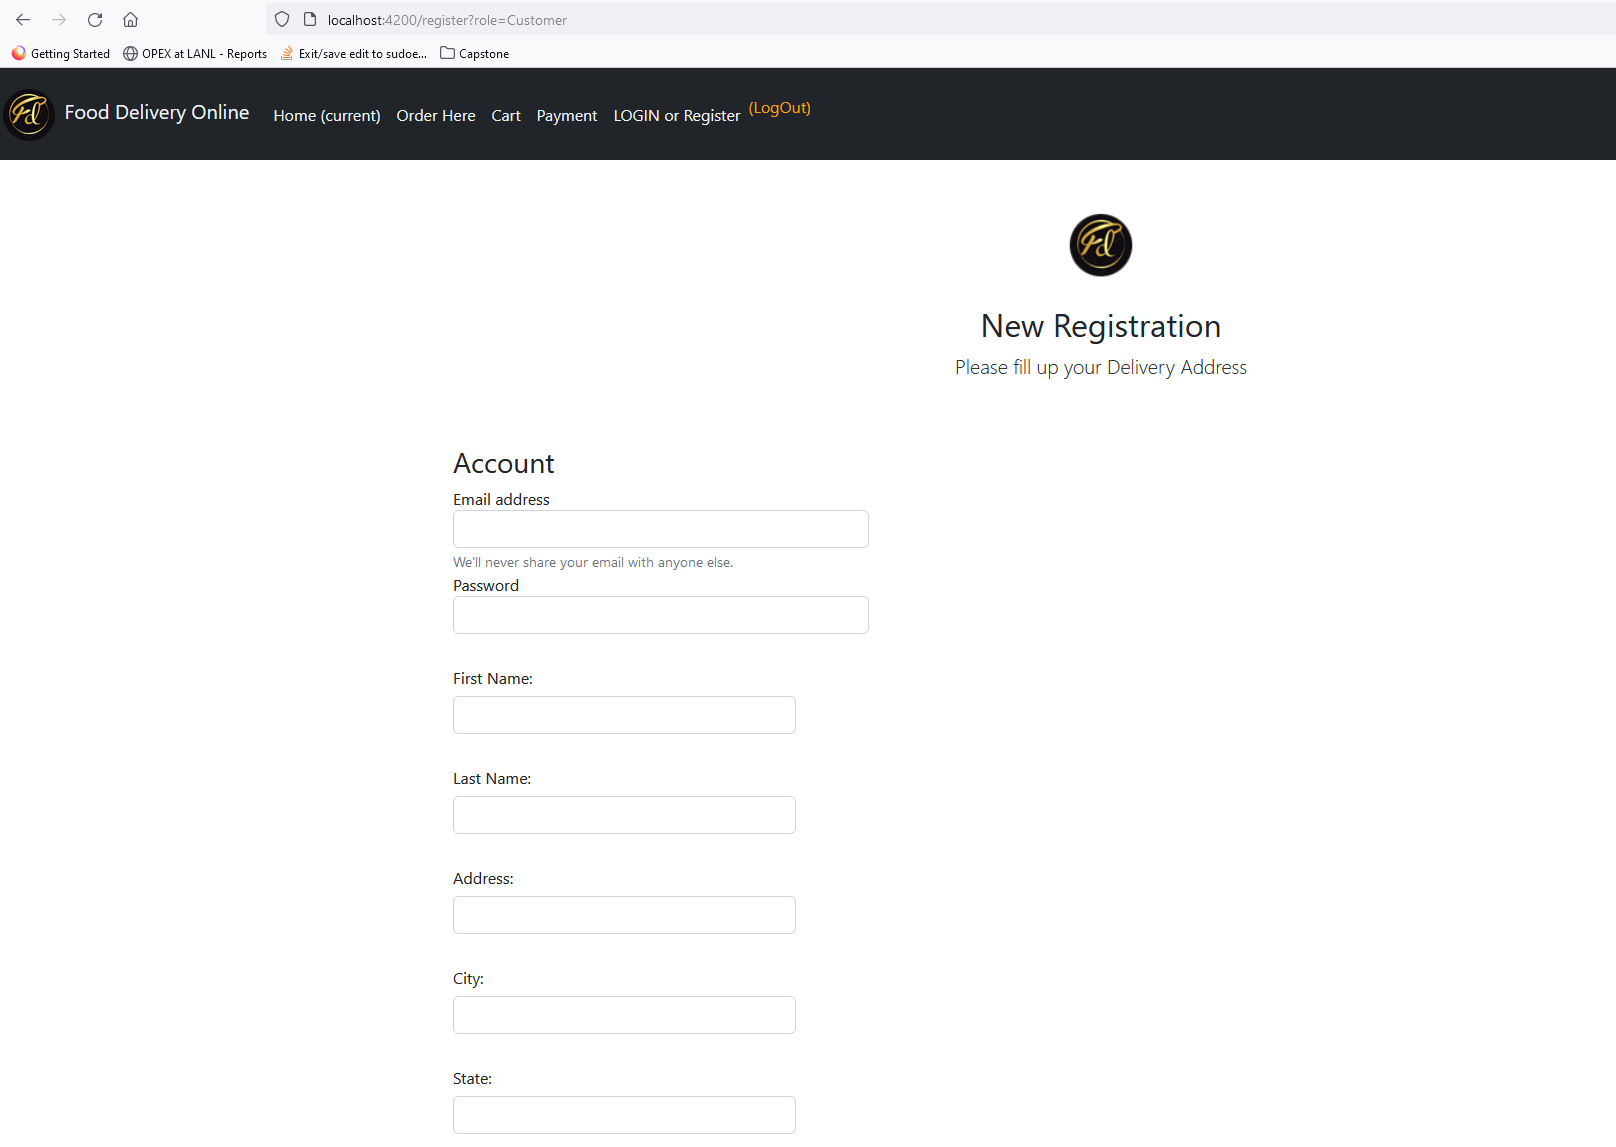 localhost:4200/register?role=Customer
Getting Started OPEX at LANL - Reports Exit/save edit to sudoe... Capstone
Fd Food Delivery Online Home (current) Order Here Cart Payment LOGIN or Register (LogOut)
Fd
New Registration
Please fill up your Delivery Address
Account
Email address
We'll never share your email with anyone else.
Password
First Name:
Last Name:
Address:
City:
State: